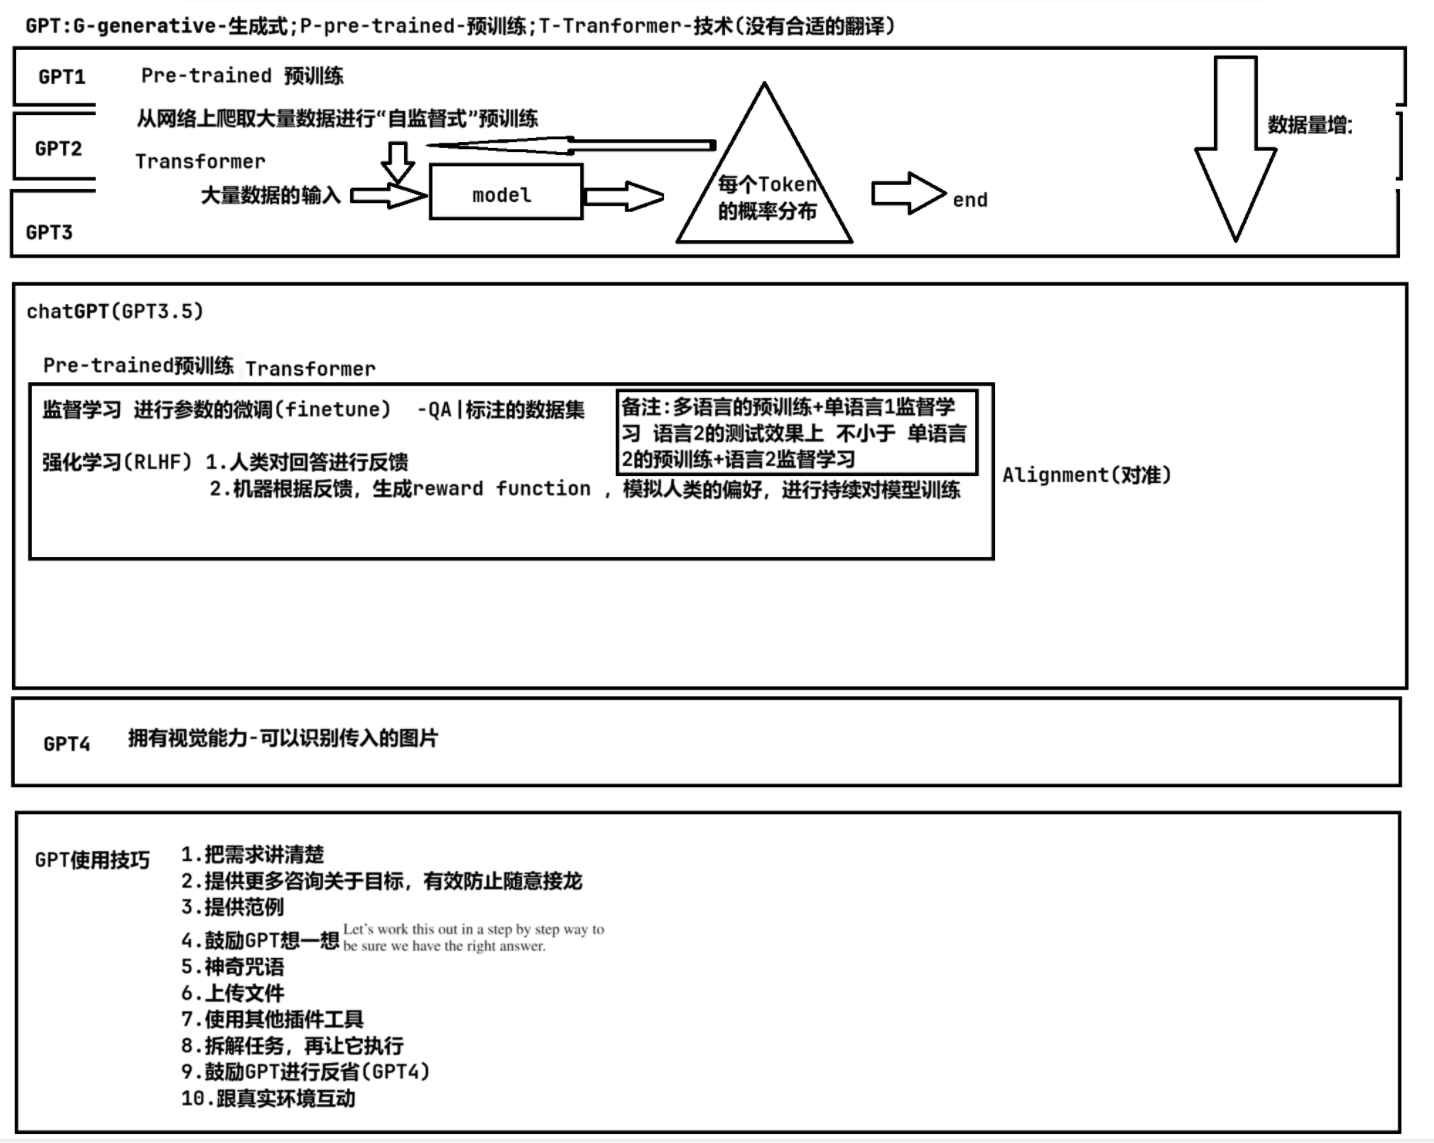 GPT:G-generative-生成式;P-pre-trained-预训练;T-Tranformer-技术(没有合适的翻译)
GPT1
Pre-trained 预训练
从网络上爬取大量数据进行“自监督式”预训练
数据量增
GPT2
Transformer
大量数据的输入
model
每个Token
的概率分布
end
GPT3
chatGPT(GPT3.5)
Pre-trained预训练 Transformer
监督学习 进行参数的微调(finetune) -QA|标注的数据集
备注:多语言的预训练+单语言1监督学
习 语言2的测试效果上 不小于 单语言
2的预训练+语言2监督学习
强化学习(RLHF) 1.人类对回答进行反馈
2.机器根据反馈，生成reward function ，模拟人类的偏好，进行持续对模型训练
Alignment(对准)
GPT4 拥有视觉能力-可以识别传入的图片
GPT使用技巧
1.把需求讲清楚
2.提供更多咨询关于目标，有效防止随意接龙
3.提供范例
4.鼓励GPT想一想
Let's work this out in a step by step way to
be sure we have the right answer.
5.神奇咒语
6.上传文件
7.使用其他插件工具
8.拆解任务，再让它执行
9.鼓励GPT进行反省(GPT4)
10.跟真实环境互动